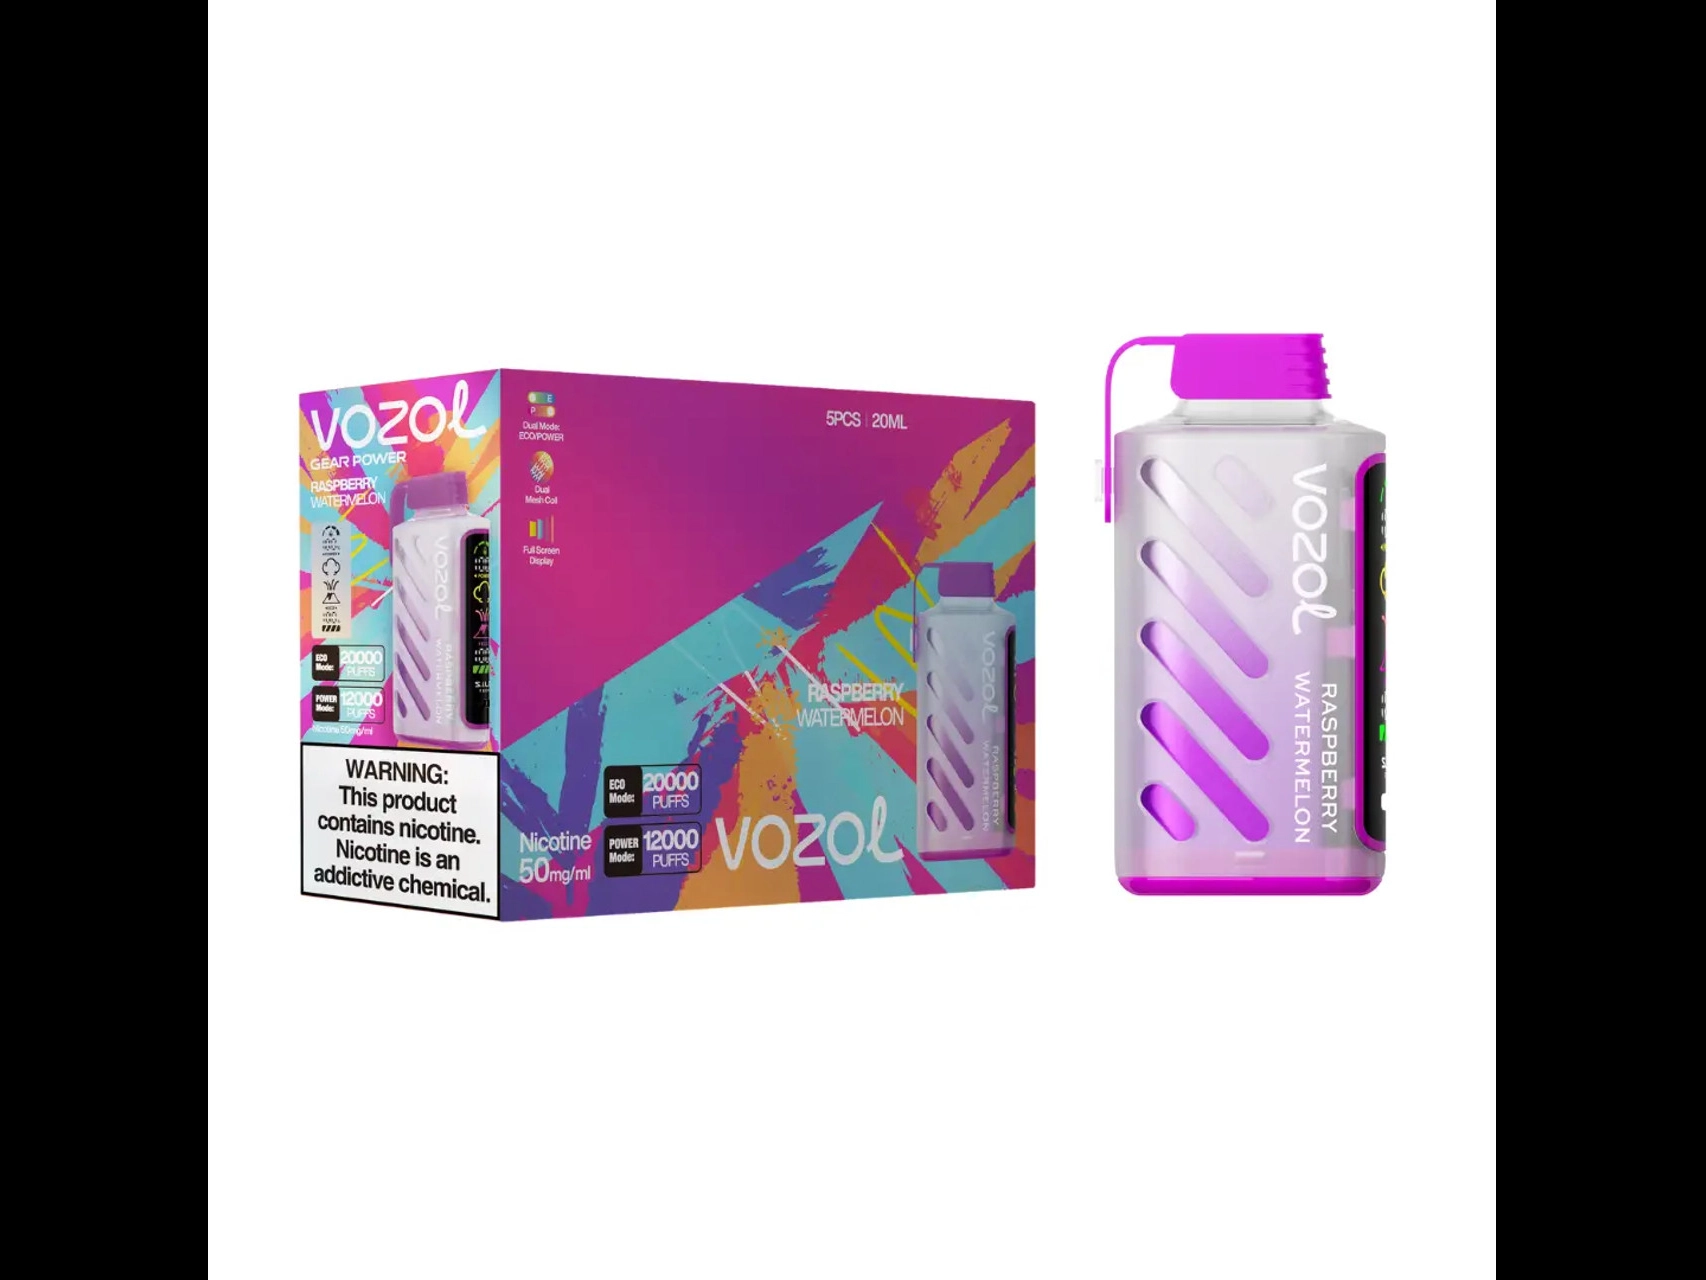 VOZOL
GEAR POWER
RASPBERRY
WATERMELON
ECO
Mode:
20000
PUFFS
POWER
Mode:
12000
PUFFS
Nicotine 50mg/ml
VOZOL
RASPBERRY
WATERMELON
WARNING:
This product
contains nicotine.
Nicotine is an
addictive chemical.
E
P
Dual Mode:
ECO/POWER
Dual
Mesh Coil
Full Screen
Display
5PCS | 20ML
RASPBERRY
WATERMELON
Nicotine
50mg/ml
ECO
Mode:
20000
PUFFS
POWER
Mode:
12000
PUFFS
VOZOL
VOZOL
RASPBERRY
WATERMELON
VOZOL
RASPBERRY
WATERMELON